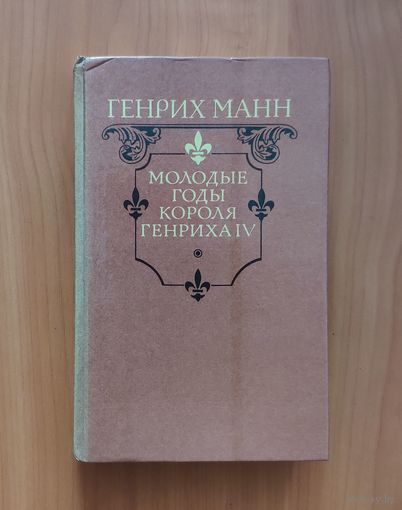 ГЕНРИХ МАНН
МОЛОДЫЕ
ГОДЫ
КОРОЛЯ
ГЕНРИХА IV